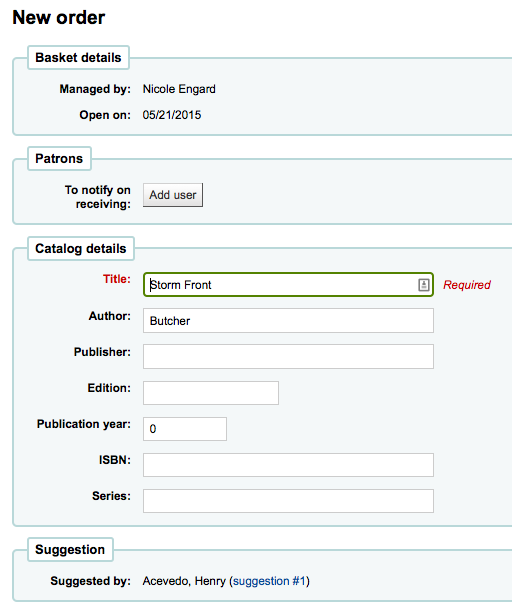 New order
Basket details
Managed by: Nicole Engard
Open on: 05/21/2015
Patrons
To notify on
receiving: Add user
Catalog details
Title: Storm Front Required
Author: Butcher
Publisher:
Edition:
Publication year: 0
ISBN:
Series:
Suggestion
Suggested by: Acevedo, Henry (suggestion #1)